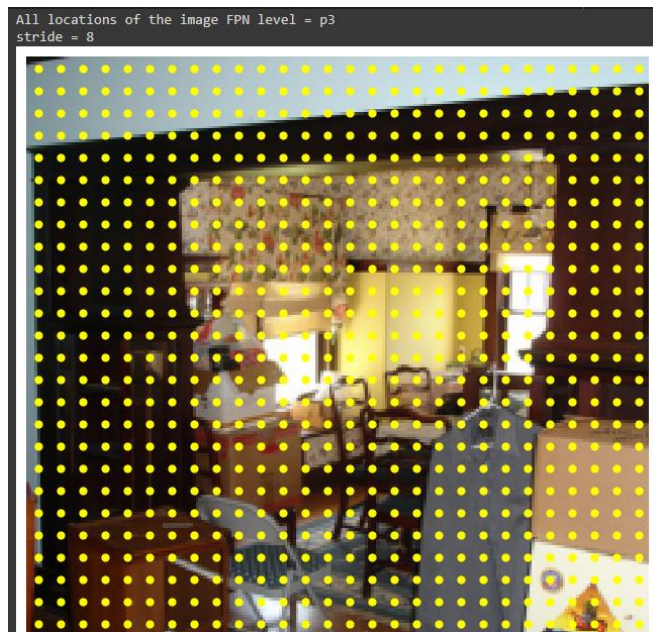 All locations of the image FPN level = p3
stride = 8